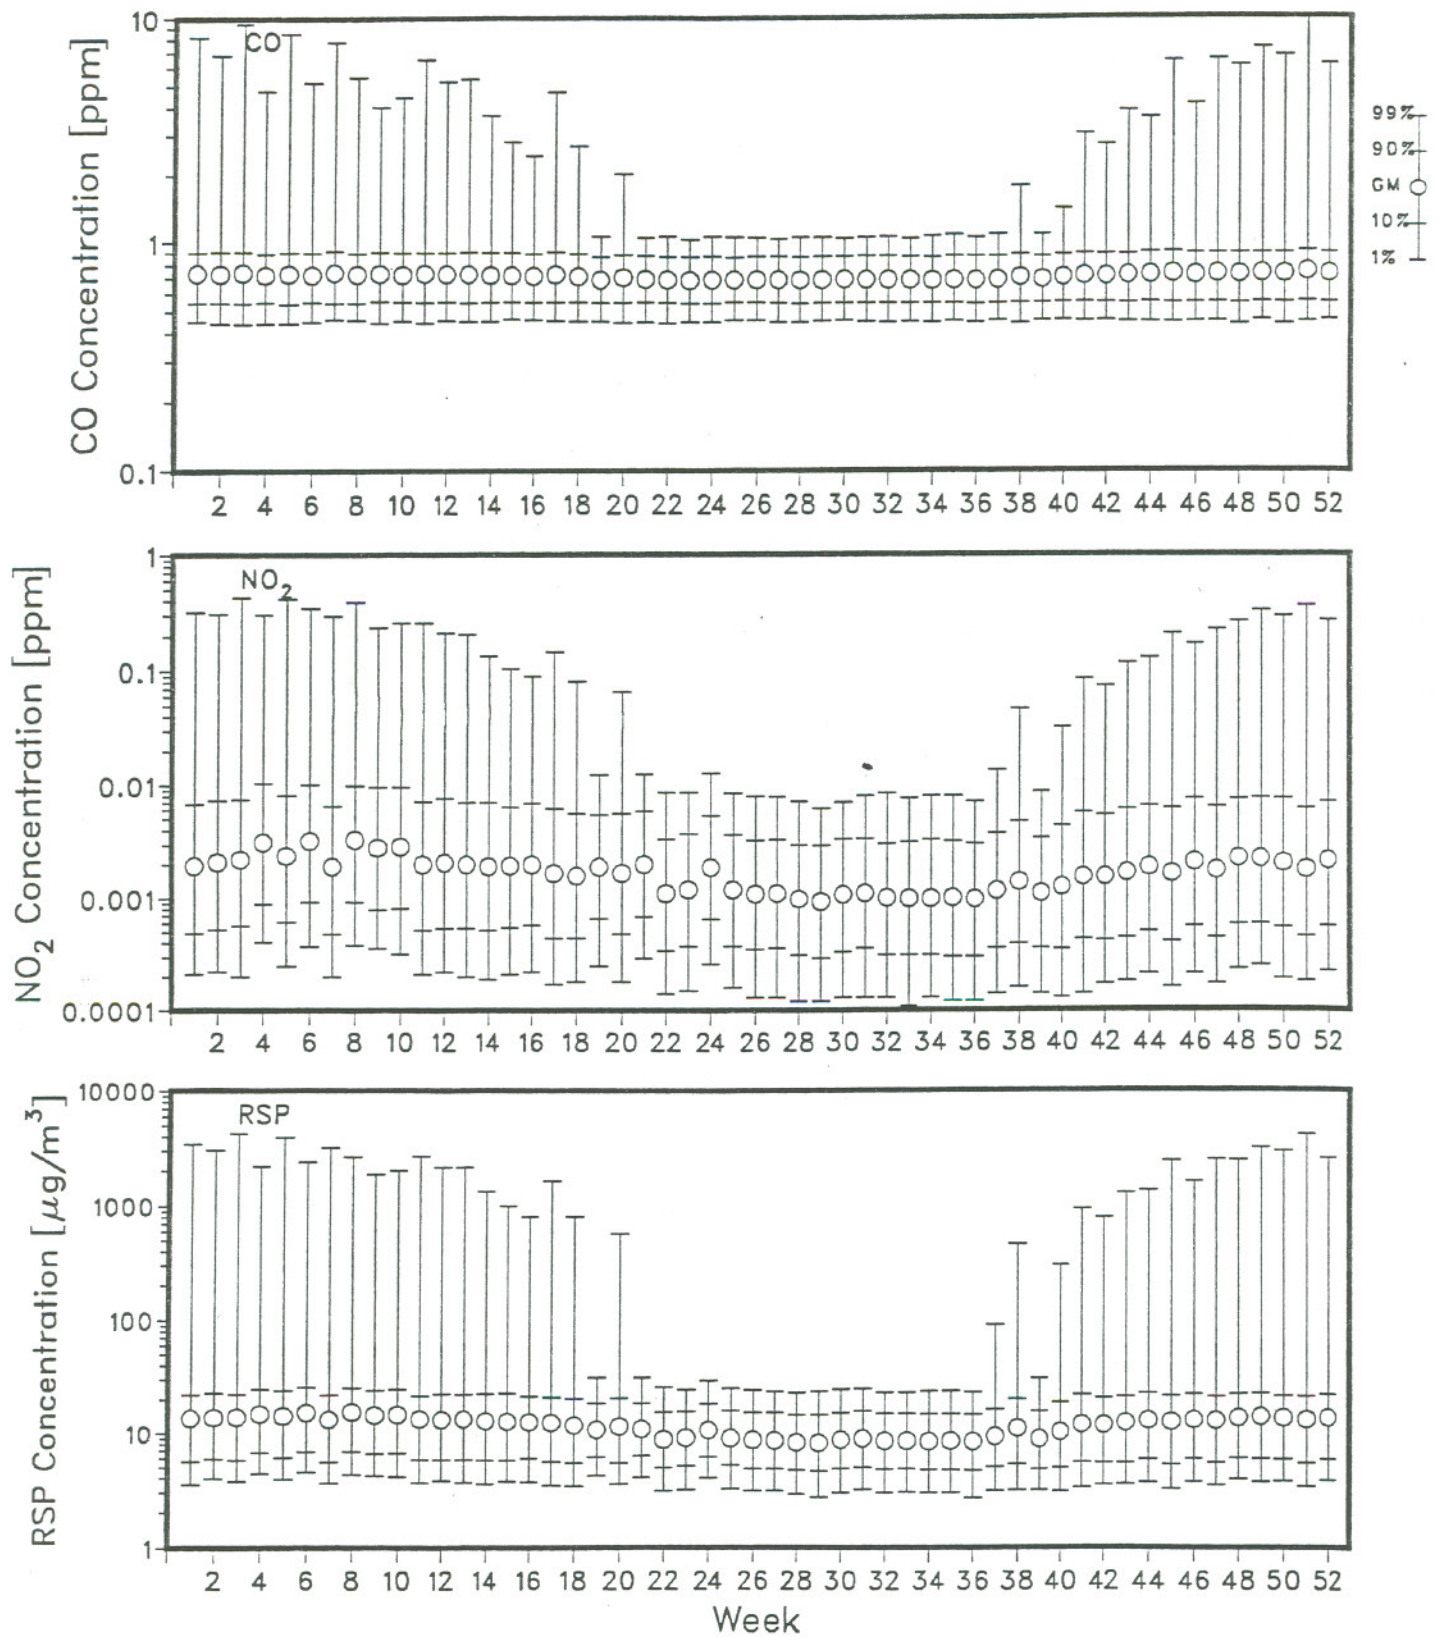 10
CO
CO Concentration [ppm]
1
0.1
2 4 6 8 10 12 14 16 18 20 22 24 26 28 30 32 34 36 38 40 42 44 46 48 50 52
99%
90%
GM
10%
1%
1
NO2
NO2 Concentration [ppm]
0.1
0.01
0.001
0.0001
2 4 6 8 10 12 14 16 18 20 22 24 26 28 30 32 34 36 38 40 42 44 46 48 50 52
10000
RSP
RSP Concentration [μg/m³]
1000
100
10
1
2 4 6 8 10 12 14 16 18 20 22 24 26 28 30 32 34 36 38 40 42 44 46 48 50 52
Week